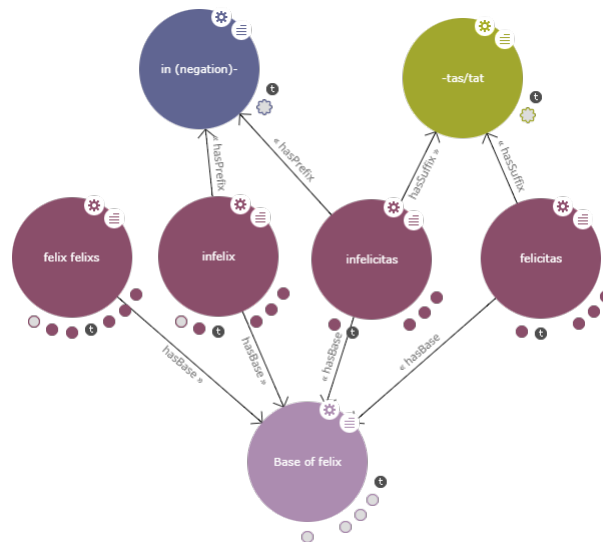 in (negation)-
-tas/tat
t
t
« hasPrefix
« hasPrefix
hasSuffix »
« hasSuffix
felix felixs
infelix
infelicitas
felicitas
t
t
t
t
hasBase »
hasBase »
« hasBase
« hasBase
Base of felix
t